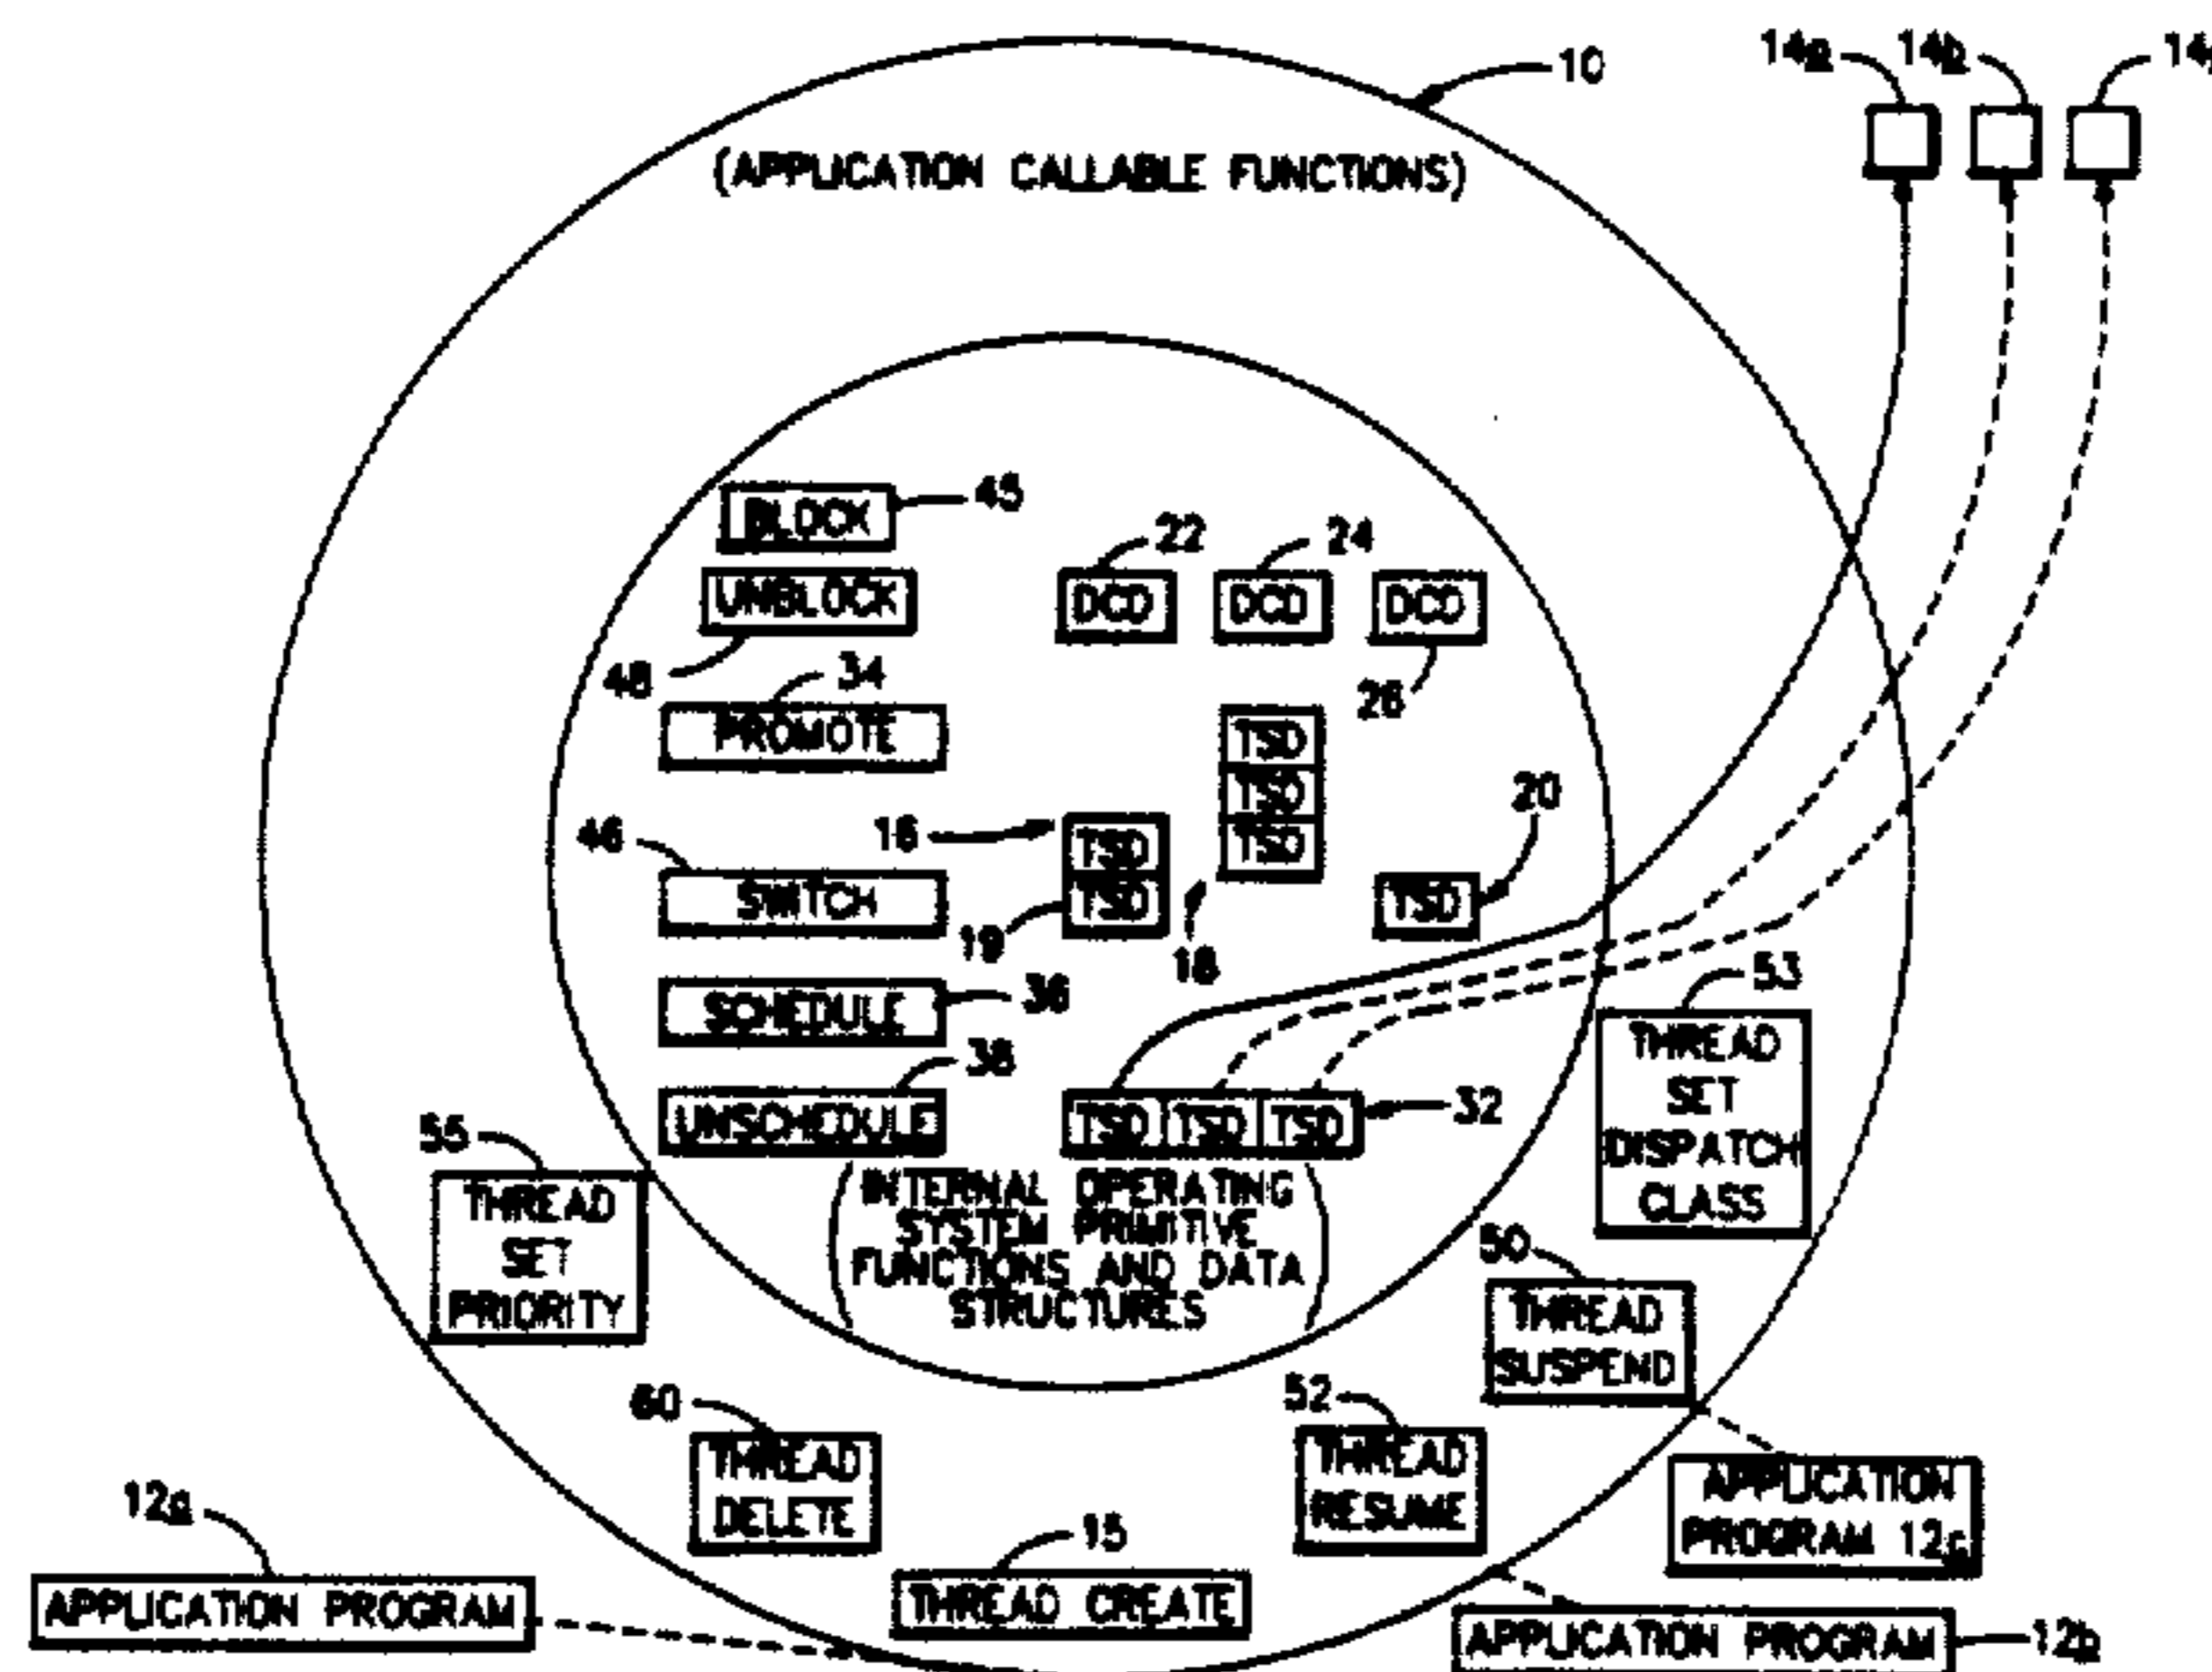 10
14a
14b
14
(APPLICATION CALLABLE FUNCTIONS)
BLOCK
45
22
24
UNBLOCK
DCD
DCD
DCD
48
34
26
PROMOTE
TSD
TSD
TSD
20
46
16
TSD
TSD
SWITCH
19
18
TSD
53
SCHEDULE
36
THREAD
SET
DISPATCH
CLASS
38
UNSCHEDULE
TSD TSD TSD
32
55
THREAD
SET
PRIORITY
INTERNAL OPERATING
SYSTEM PRIMITIVE
FUNCTIONS AND DATA
STRUCTURES
50
THREAD
SUSPEND
60
THREAD
DELETE
52
THREAD
RESUME
APPLICATION
PROGRAM 12c
12a
APPLICATION PROGRAM
15
THREAD CREATE
APPLICATION PROGRAM
12b